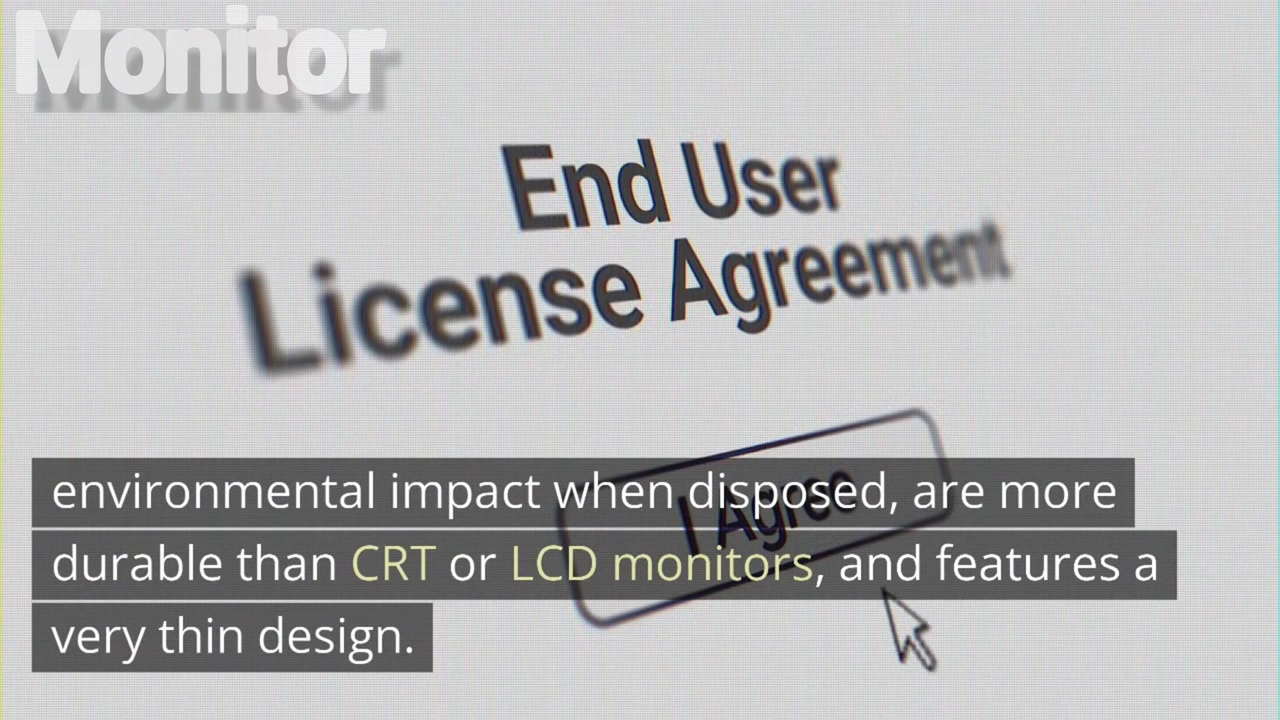 Monitor
End User
License Agreement
I Agree
environmental impact when disposed, are more
durable than CRT or LCD monitors, and features a
very thin design.